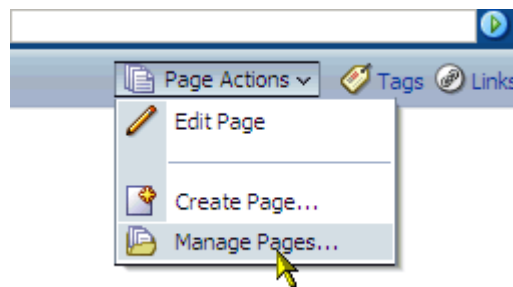 Page Actions Tags Links
Edit Page
Create Page...
Manage Pages...